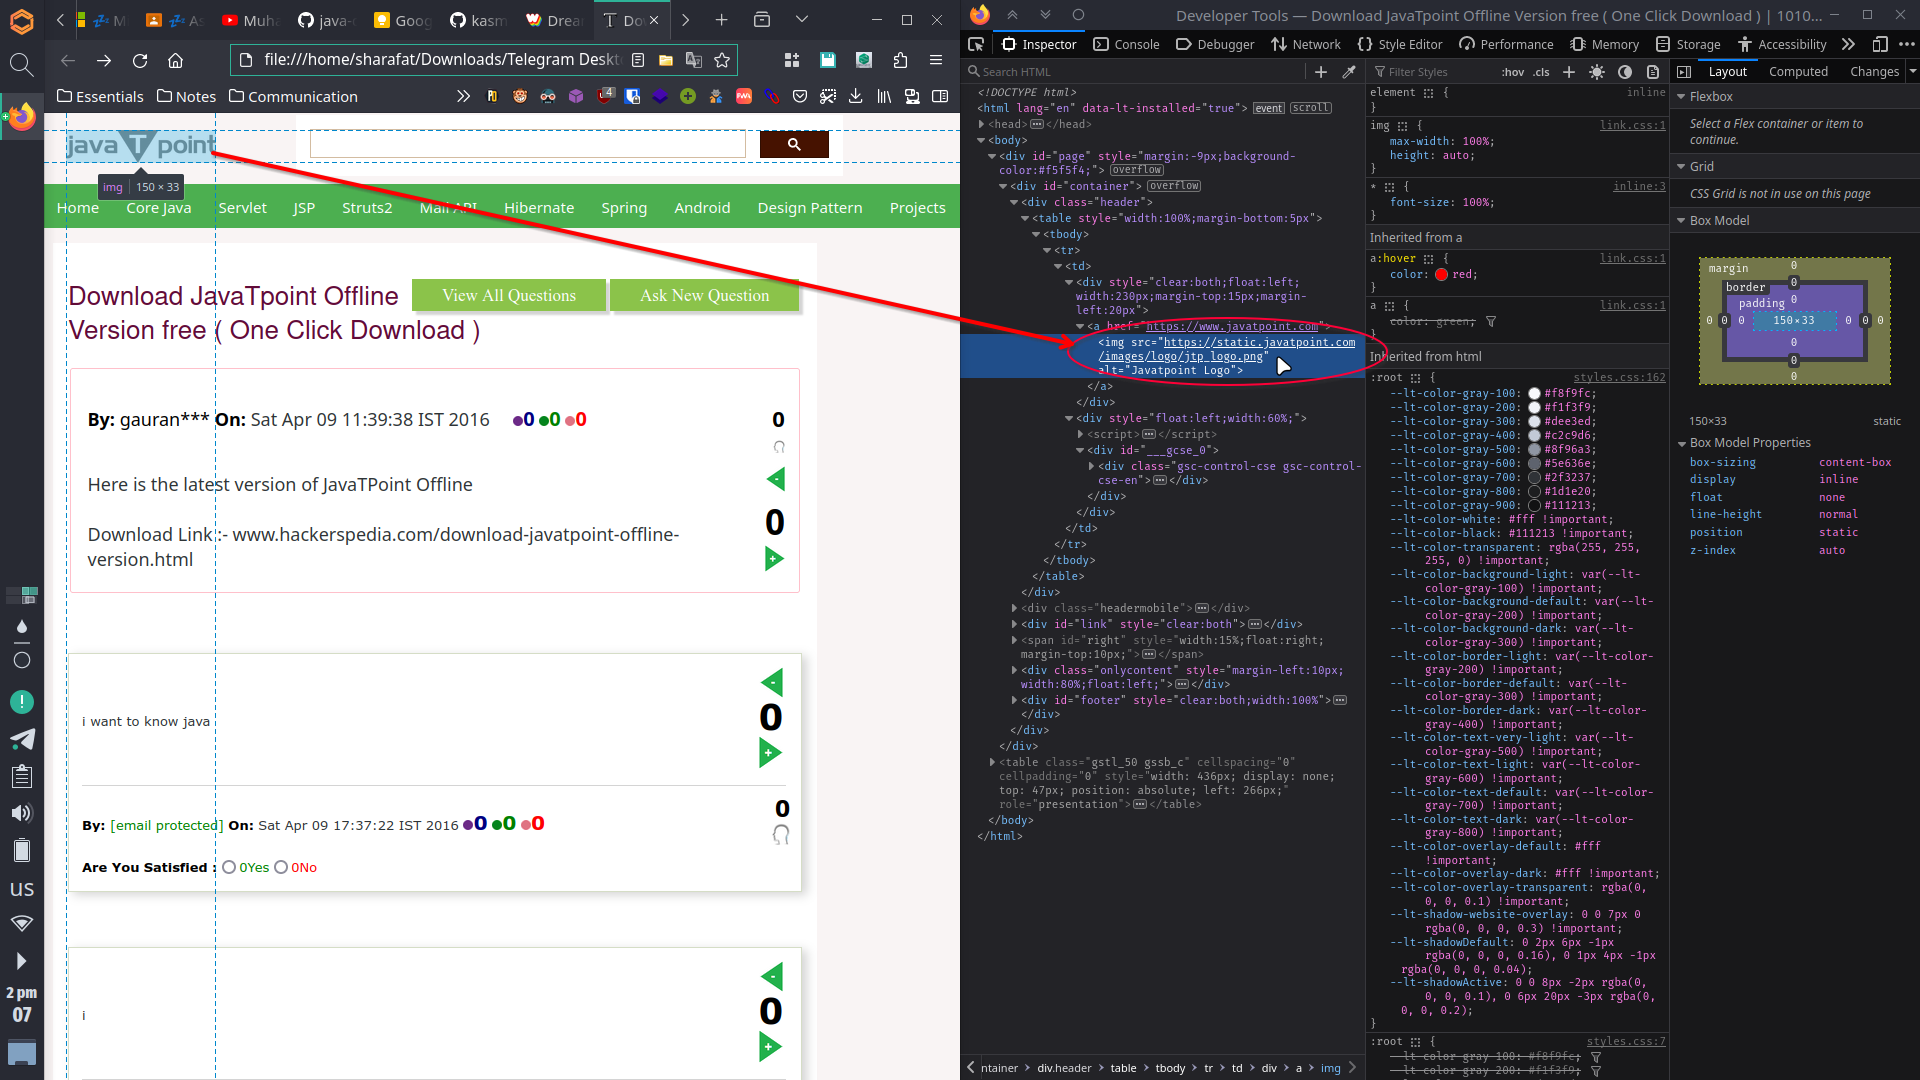 M
As
Muha
java-
Goog
kasm
Drea
Do
Developer Tools — Download JavaTpoint Offline Version free ( One Click Download ) | 1010...
file:///home/sharafat/Downloads/Telegram Deskt
Inspector
Console
Debugger
Network
Style Editor
Performance
Memory
Storage
Accessibility
Essentials
Notes
Communication
4
Search HTML
Filter Styles
:hov .cls
Layout
Computed
Changes
java T point
img 150 × 33
Home
Core Java
Servlet
JSP
Struts2
Mail API
Hibernate
Spring
Android
Design Pattern
Projects
Download JavaTpoint Offline
Version free ( One Click Download )
View All Questions
Ask New Question
By: gauran*** On: Sat Apr 09 11:39:38 IST 2016 0 0 0
0
Here is the latest version of JavaTPoint Offline
-
0
Download Link :- www.hackerspedia.com/download-javatpoint-offline-
version.html
+
-
i want to know java
0
+
0
By: [email protected] On: Sat Apr 09 17:37:22 IST 2016 0 0 0
Are You Satisfied : 0Yes 0No
-
i
0
+
US
2 pm
07
<!DOCTYPE html>
<html lang="en" data-lt-installed="true"> event scroll
<head> </head>
<body>
<div id="page" style="margin:-9px;background-
color:#f5f5f4;"> overflow
<div id="container"> overflow
<div class="header">
<table style="width:100%;margin-bottom:5px">
<tbody>
<tr>
<td>
<div style="clear:both;float:left;
width:230px;margin-top:15px;margin-
left:20px">
<a href="https://www.javatpoint.com">
<img src="https://static.javatpoint.com
/images/logo/jtp_logo.png"
alt="Javatpoint Logo">
</a>
</div>
<div style="float:left;width:60%;">
<script> </script>
<div id="___gcse_0">
<div class="gsc-control-cse gsc-control-
cse-en"> </div>
</div>
</div>
</td>
</tr>
</tbody>
</table>
</div>
<div class="headermobile"> </div>
<div id="link" style="clear:both"> </div>
<span id="right" style="width:15%;float:right;
margin-top:10px;"> </span>
<div class="onlycontent" style="margin-left:10px;
width:80%;float:left;"> </div>
<div id="footer" style="clear:both;width:100%">
</div>
</div>
</div>
<table class="gstl_50 gssb_c" cellspacing="0"
cellpadding="0" style="width: 436px; display: none;
top: 47px; position: absolute; left: 266px;"
role="presentation"> </table>
</body>
</html>
ntainer > div.header > table > tbody > tr > td > div > a > img
element { inline
}
img { link.css:1
max-width: 100%;
height: auto;
}
* { inline:3
font-size: 100%;
}
Inherited from a
a:hover { link.css:1
color: red;
}
a { link.css:1
color: green;
}
Inherited from html
:root { styles.css:162
--lt-color-gray-100: #f8f9fc;
--lt-color-gray-200: #f1f3f9;
--lt-color-gray-300: #dee3ed;
--lt-color-gray-400: #c2c9d6;
--lt-color-gray-500: #8f96a3;
--lt-color-gray-600: #5e636e;
--lt-color-gray-700: #2f3237;
--lt-color-gray-800: #1d1e20;
--lt-color-gray-900: #111213;
--lt-color-white: #fff !important;
--lt-color-black: #111213 !important;
--lt-color-transparent: rgba(255, 255,
255, 0) !important;
--lt-color-background-light: var(--lt-
color-gray-100) !important;
--lt-color-background-default: var(--lt-
color-gray-200) !important;
--lt-color-background-dark: var(--lt-
color-gray-300) !important;
--lt-color-border-light: var(--lt-color-
gray-200) !important;
--lt-color-border-default: var(--lt-
color-gray-300) !important;
--lt-color-border-dark: var(--lt-color-
gray-400) !important;
--lt-color-text-very-light: var(--lt-
color-gray-500) !important;
--lt-color-text-light: var(--lt-color-
gray-600) !important;
--lt-color-text-default: var(--lt-color-
gray-700) !important;
--lt-color-text-dark: var(--lt-color-
gray-800) !important;
--lt-color-overlay-default: #fff
!important;
--lt-color-overlay-dark: #fff !important;
--lt-color-overlay-transparent: rgba(0,
0, 0, 0.1) !important;
--lt-shadow-website-overlay: 0 0 7px 0
rgba(0, 0, 0, 0.3) !important;
--lt-shadowDefault: 0 2px 6px -1px
rgba(0, 0, 0, 0.16), 0 1px 4px -1px
rgba(0, 0, 0, 0.04);
--lt-shadowActive: 0 0 8px -2px rgba(0,
0, 0, 0.1), 0 6px 20px -3px rgba(0,
0, 0, 0.2);
}
:root { styles.css:7
--lt-color-gray-100: #f8f9fc;
--lt-color-gray-200: #f1f3f9;
Flexbox
Select a Flex container or item to
continue.
Grid
CSS Grid is not in use on this page
Box Model
margin 0
border 0
padding 0
0 0 0 150×33 0 0 0
0
0
0
150×33 static
Box Model Properties
box-sizing content-box
display inline
float none
line-height normal
position static
z-index auto